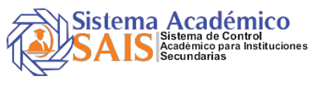 Sistema Académico
SAIS
Sistema de Control
Académico para Instituciones
Secundarias